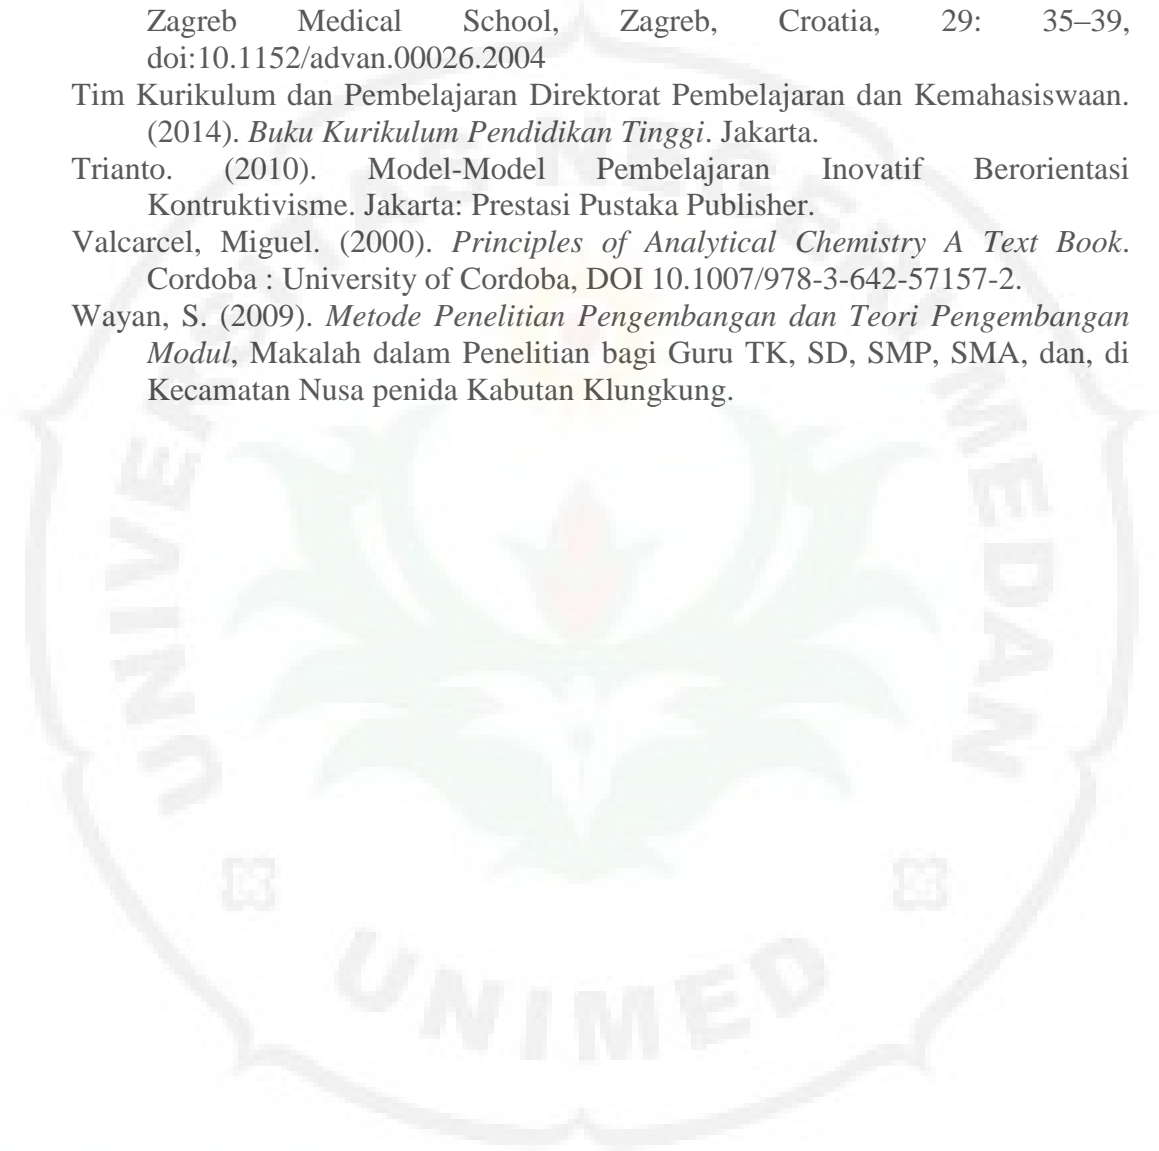 Zagreb Medical School, Zagreb, Croatia, 29: 35–39,
doi:10.1152/advan.00026.2004
Tim Kurikulum dan Pembelajaran Direktorat Pembelajaran dan Kemahasiswaan.
(2014). Buku Kurikulum Pendidikan Tinggi. Jakarta.
Trianto. (2010). Model-Model Pembelajaran Inovatif Berorientasi
Kontruktivisme. Jakarta: Prestasi Pustaka Publisher.
Valcarcel, Miguel. (2000). Principles of Analytical Chemistry A Text Book.
Cordoba : University of Cordoba, DOI 10.1007/978-3-642-57157-2.
Wayan, S. (2009). Metode Penelitian Pengembangan dan Teori Pengembangan
Modul, Makalah dalam Penelitian bagi Guru TK, SD, SMP, SMA, dan, di
Kecamatan Nusa penida Kabutan Klungkung.
UNIVERSITAS NEGERI MEDAN
UNIMED